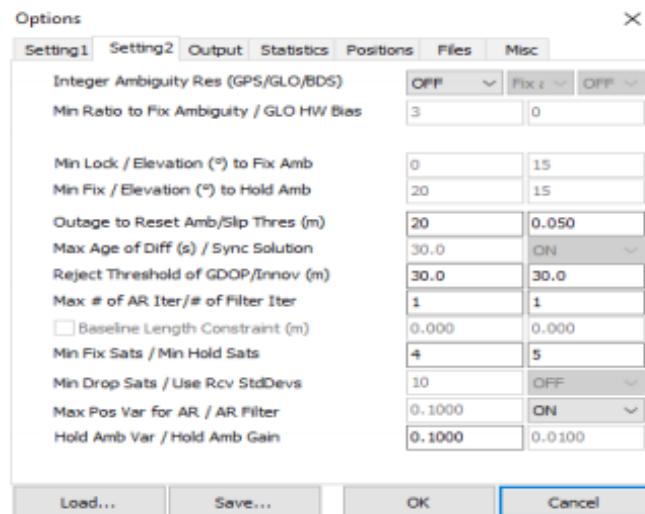 Options
Setting1 Setting2 Output Statistics Positions Files Misc
Integer Ambiguity Res (GPS/GLO/BDS) OFF Fix OFF
Min Ratio to Fix Ambiguity / GLO HW Bias 3 0
Min Lock / Elevation (°) to Fix Amb 0 15
Min Fix / Elevation (°) to Hold Amb 20 15
Outage to Reset Amb/Slip Thres (m) 20 0.050
Max Age of Diff (s) / Sync Solution 30.0 ON
Reject Threshold of GDOP/Innov (m) 30.0 30.0
Max # of AR Iter/# of Filter Iter 1 1
Baseline Length Constraint (m) 0.000 0.000
Min Fix Sats / Min Hold Sats 4 5
Min Drop Sats / Use Rcv StdDevs 10 OFF
Max Pos Var for AR / AR Filter 0.1000 ON
Hold Amb Var / Hold Amb Gain 0.1000 0.0100
Load... Save... OK Cancel